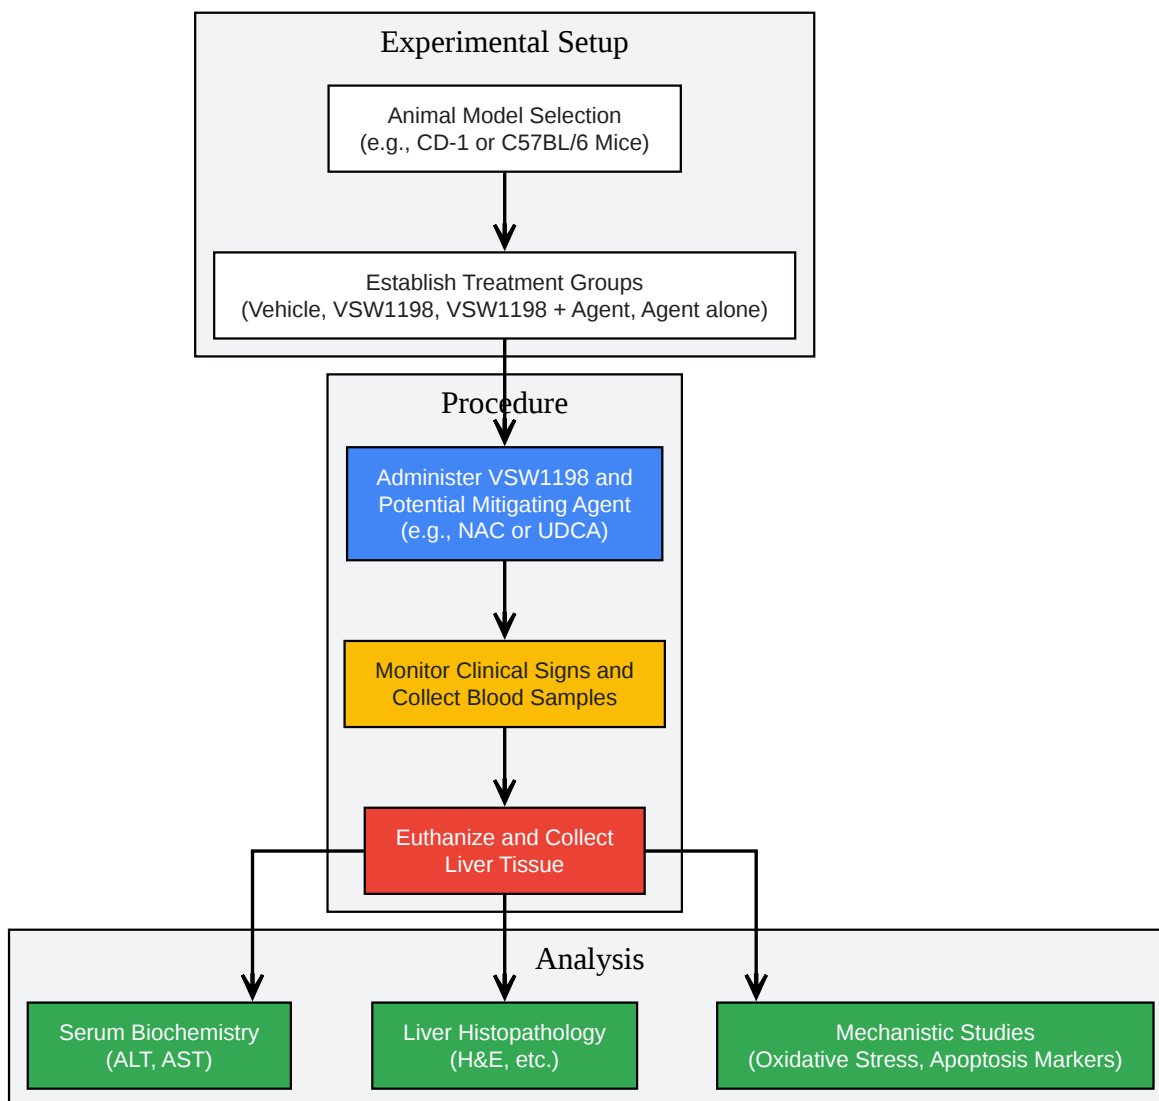 Experimental Setup
Animal Model Selection
(e.g., CD-1 or C57BL/6 Mice)
Establish Treatment Groups
(Vehicle, VSW1198, VSW1198 + Agent, Agent alone)
Procedure
Administer VSW1198 and
Potential Mitigating Agent
(e.g., NAC or UDCA)
Monitor Clinical Signs and
Collect Blood Samples
Euthanize and Collect
Liver Tissue
Analysis
Serum Biochemistry
(ALT, AST)
Liver Histopathology
(H&E, etc.)
Mechanistic Studies
(Oxidative Stress, Apoptosis Markers)